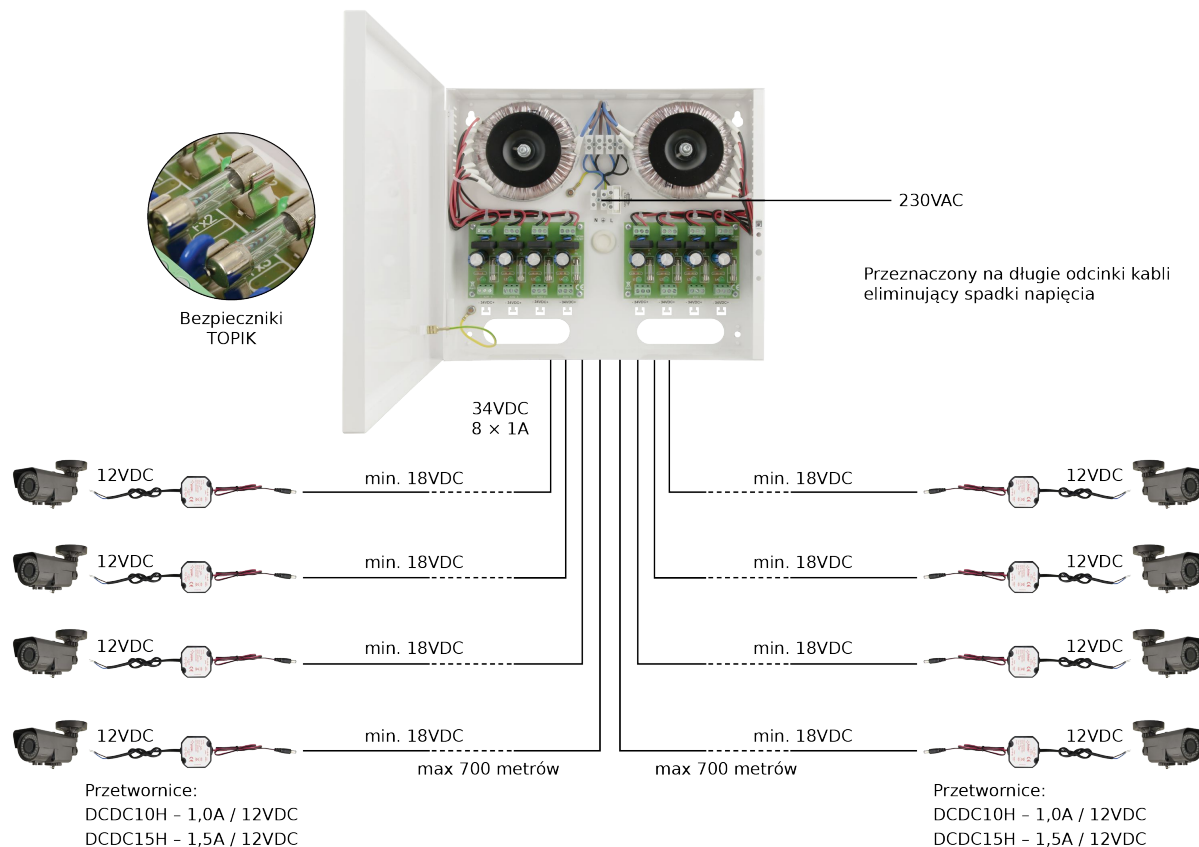 230VAC
Przeznaczony na długie odcinki kabli
eliminujący spadki napięcia
Bezpieczniki
TOPIK
FX2
N L
34VDC
8 × 1A
12VDC
min. 18VDC
min. 18VDC
12VDC
12VDC
min. 18VDC
min. 18VDC
12VDC
12VDC
min. 18VDC
min. 18VDC
12VDC
12VDC
min. 18VDC
min. 18VDC
12VDC
max 700 metrów
max 700 metrów
Przetwornice:
DCDC10H – 1,0A / 12VDC
DCDC15H – 1,5A / 12VDC
Przetwornice:
DCDC10H – 1,0A / 12VDC
DCDC15H – 1,5A / 12VDC